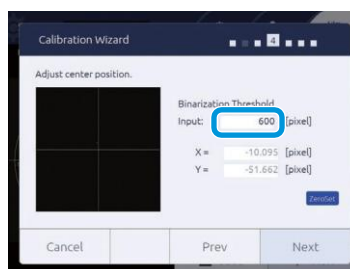 Calibration Wizard
4
Adjust center position.
Binarization Threshold
Input: 600 [pixel]
X = -10.095 [pixel]
Y = -51.662 [pixel]
ZeroSet
Cancel
Prev
Next